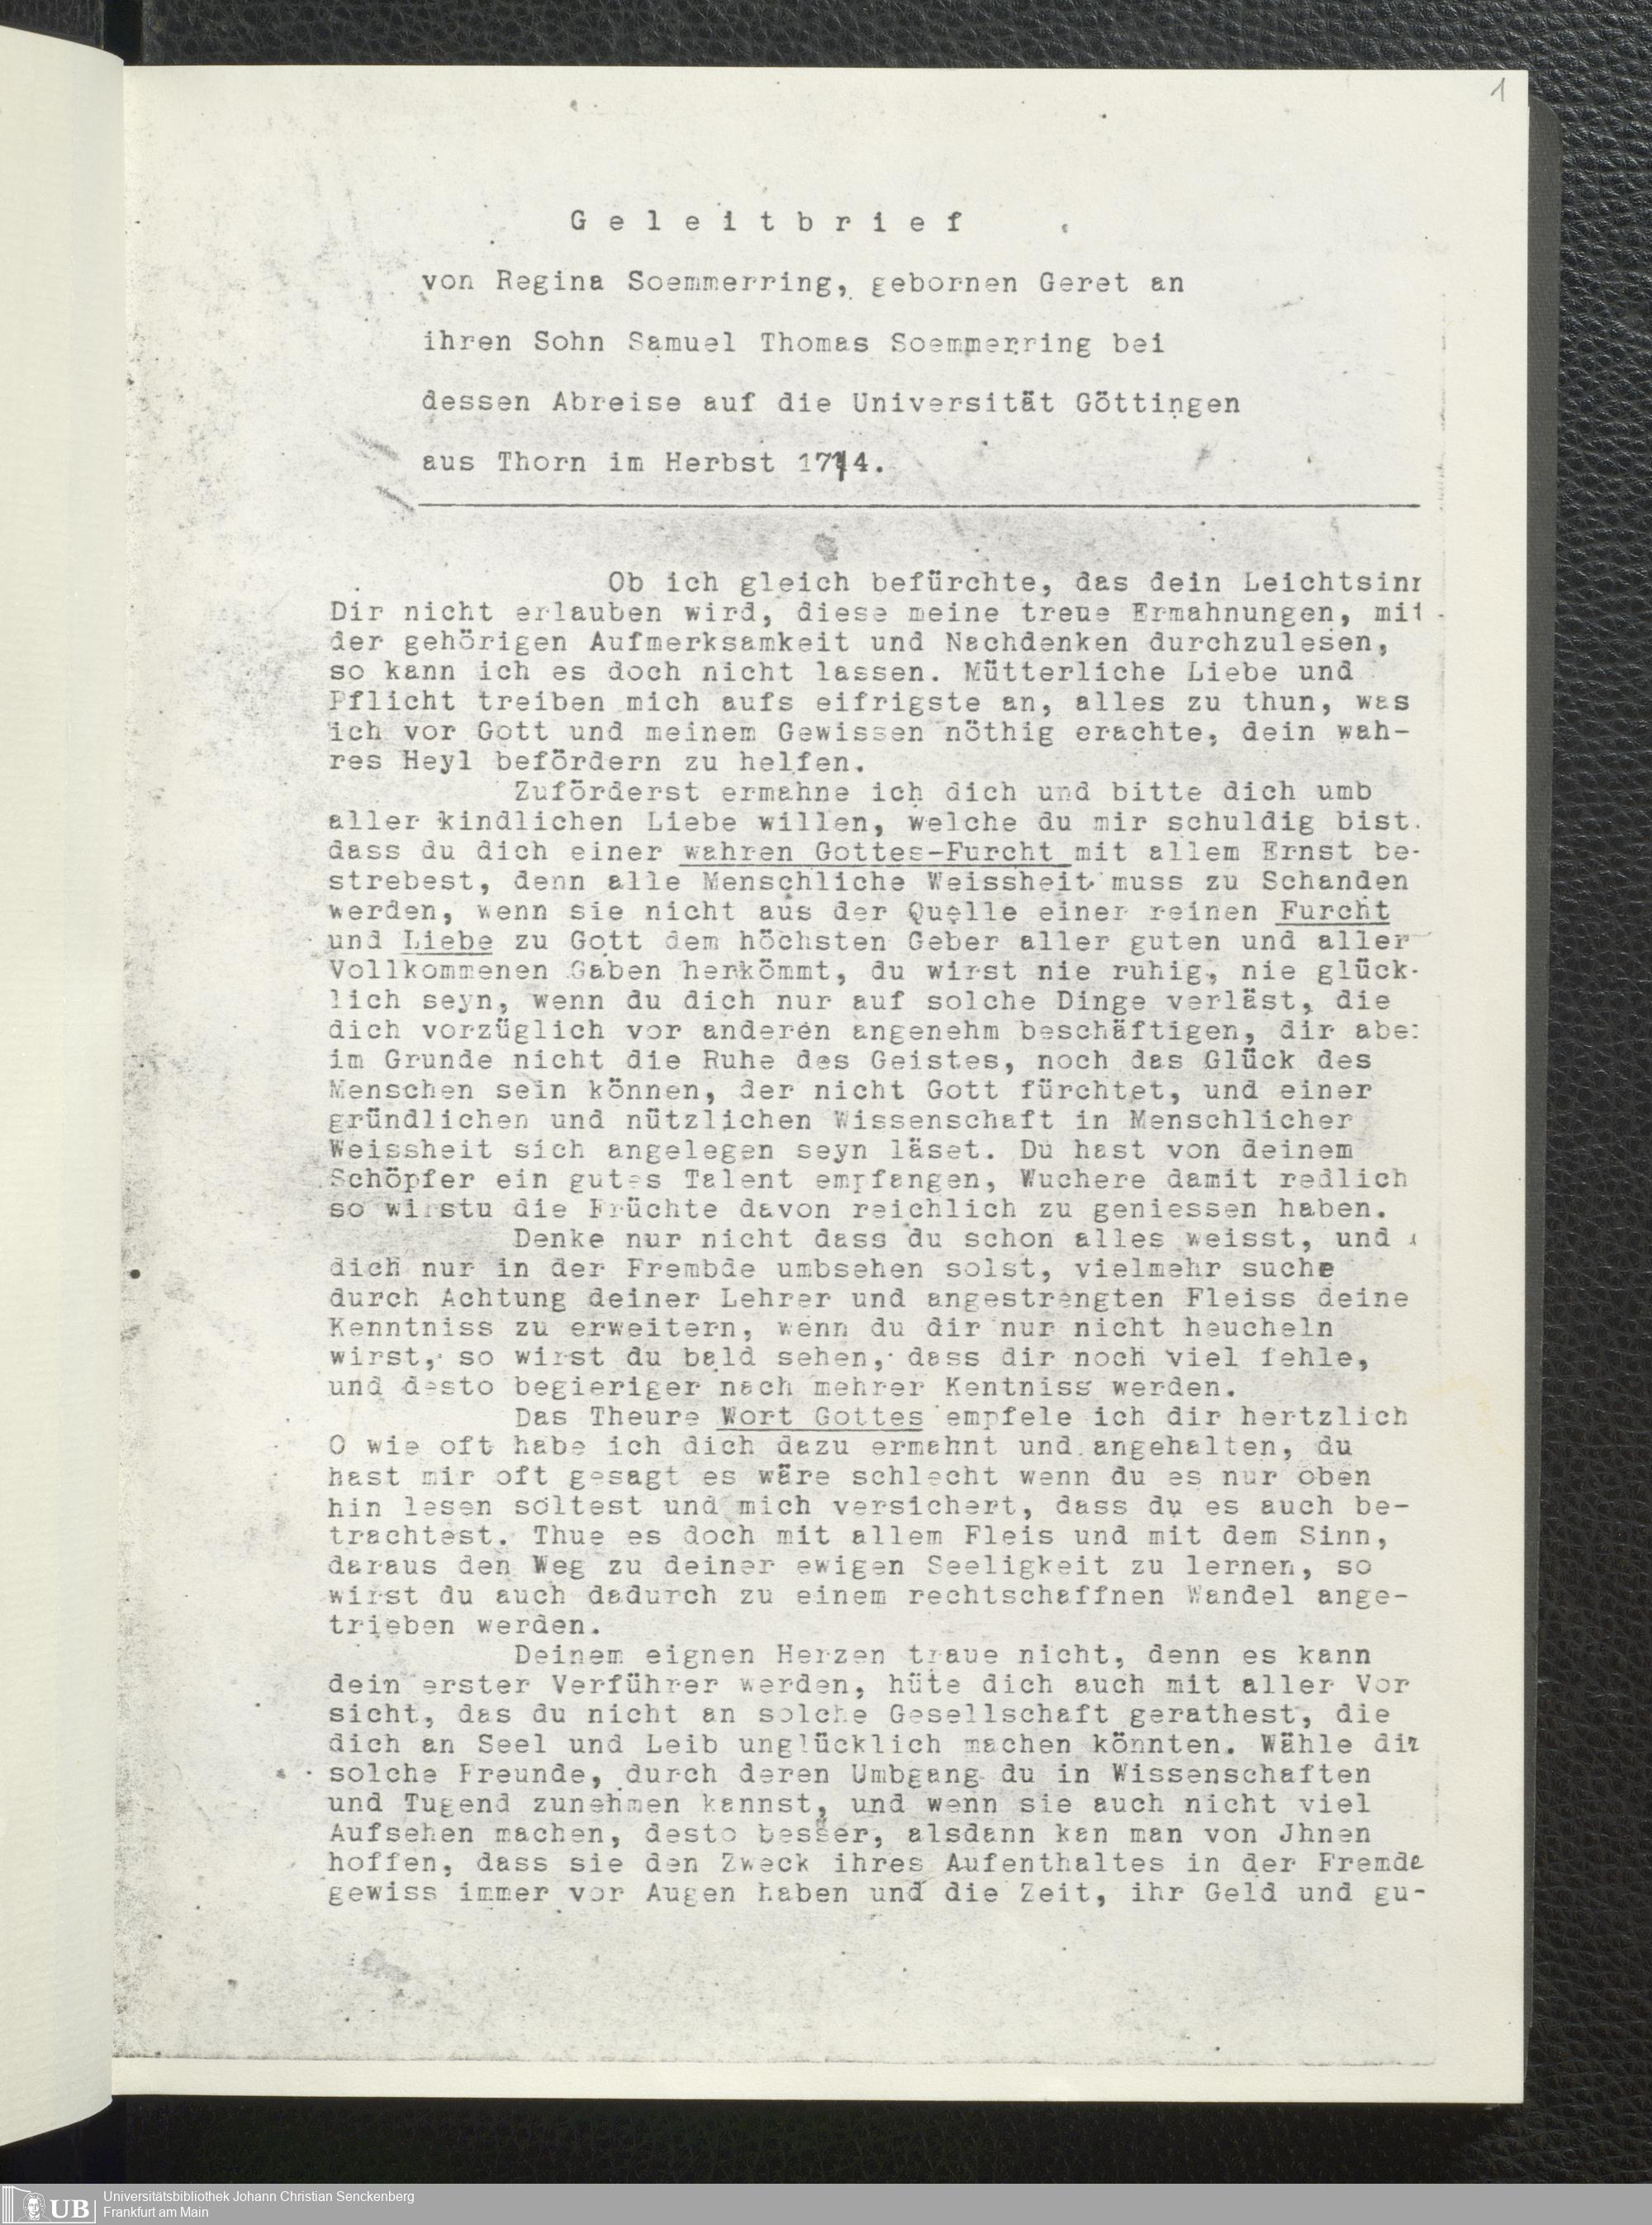 1
Geleitbrief
von Regina Soemmerring, gebornen Geret an
ihren Sohn Samuel Thomas Soemmerring bei
dessen Abreise auf die Universität Göttingen
aus Thorn im Herbst 1774.
Ob ich gleich befürchte, das dein Leichtsinn
Dir nicht erlauben wird, diese meine treue Ermahnungen, mit
der gehörigen Aufmerksamkeit und Nachdenken durchzulesen,
so kann ich es doch nicht lassen. Mütterliche Liebe und
Pflicht treiben mich aufs eifrigste an, alles zu thun, was
ich vor Gott und meinem Gewissen nöthig erachte, dein wah-
res Heyl befördern zu helfen.
Zuförderst ermahne ich dich und bitte dich umb
aller kindlichen Liebe willen, welche du mir schuldig bist.
dass du dich einer wahren Gottes-Furcht mit allem Ernst be-
strebest, denn alle Menschliche Weissheit muss zu Schanden
werden, wenn sie nicht aus der Quelle einer reinen Furcht
und Liebe zu Gott dem höchsten Geber aller guten und aller
Vollkommenen Gaben herkömmt, du wirst nie ruhig, nie glück-
lich seyn, wenn du dich nur auf solche Dinge verläst, die
dich vorzüglich vor anderen angenehm beschäftigen, dir aber
im Grunde nicht die Ruhe des Geistes, noch das Glück des
Menschen sein können, der nicht Gott fürchtet, und einer
gründlichen und nützlichen Wissenschaft in Menschlicher
Weissheit sich angelegen seyn läset. Du hast von deinem
Schöpfer ein gutes Talent empfangen, Wuchere damit redlich
so wirstu die Früchte davon reichlich zu geniessen haben.
Denke nur nicht dass du schon alles weisst, und
dich nur in der Frembde umbsehen solst, vielmehr suche
durch Achtung deiner Lehrer und angestrengten Fleiss deine
Kenntniss zu erweitern, wenn du dir nur nicht heucheln
wirst, so wirst du bald sehen, dass dir noch viel fehle,
und desto begieriger nach mehrer Kentniss werden.
Das Theure Wort Gottes empfele ich dir hertzlich
O wie oft habe ich dich dazu ermahnt und angehalten, du
hast mir oft gesagt es wäre schlecht wenn du es nur oben
hin lesen soltest und mich versichert, dass du es auch be-
trachtest. Thue es doch mit allem Fleis und mit dem Sinn,
daraus den Weg zu deiner ewigen Seeligkeit zu lernen, so
wirst du auch dadurch zu einem rechtschaffnen Wandel ange-
trieben werden.
Deinem eignen Herzen traue nicht, denn es kann
dein erster Verführer werden, hüte dich auch mit aller Vor
sicht, das du nicht an solche Gesellschaft gerathest, die
dich an Seel und Leib unglücklich machen könnten. Wähle dir
solche Freunde, durch deren Umbgang du in Wissenschaften
und Tugend zunehmen kannst, und wenn sie auch nicht viel
Aufsehen machen, desto besser, alsdann kan man von Jhnen
hoffen, dass sie den Zweck ihres Aufenthaltes in der Fremde
gewiss immer vor Augen haben und die Zeit, ihr Geld und gu-
UB Universitätsbibliothek Johann Christian Senckenberg
Frankfurt am Main